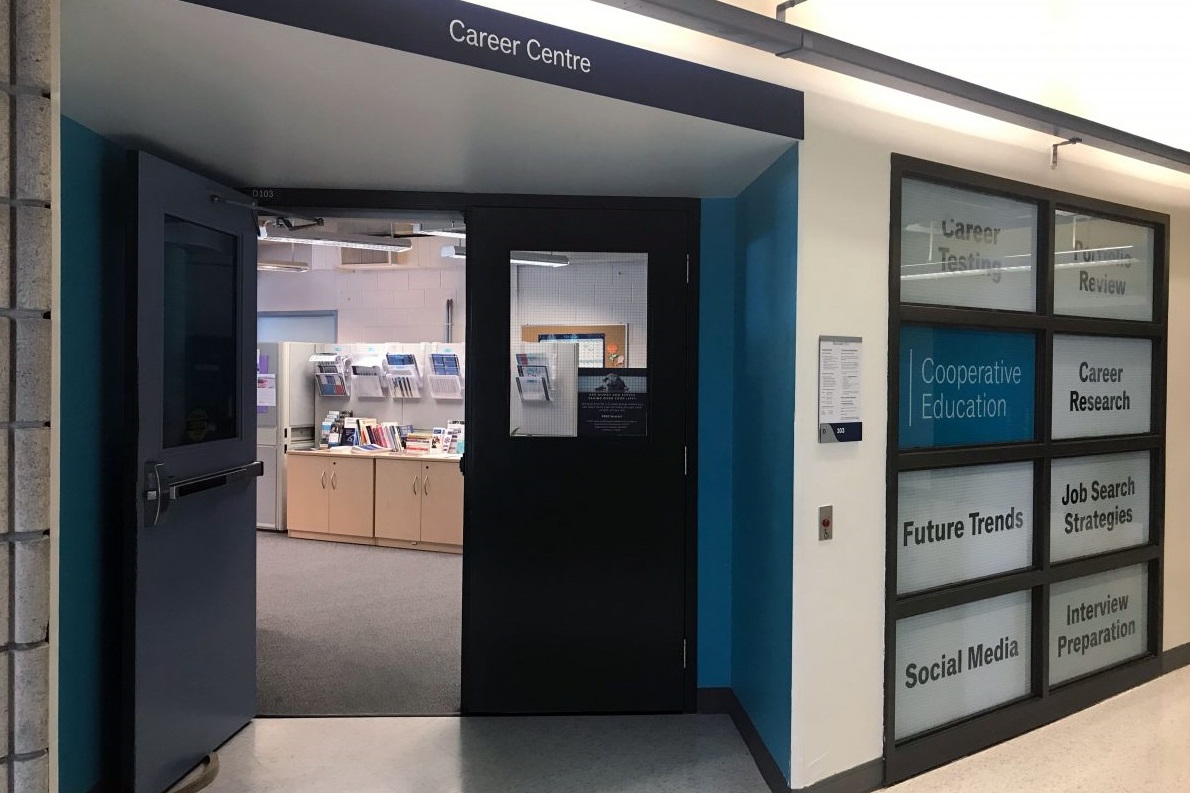 Career Centre
D103
Career
Testing
Portfolio
Review
Cooperative
Education
Career
Research
Future Trends
Job Search
Strategies
Social Media
Interview
Preparation
103